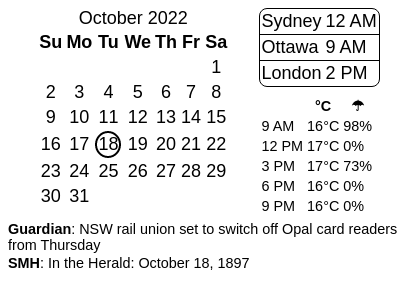 October 2022
Su Mo Tu We Th Fr Sa
1
2 3 4 5 6 7 8
9 10 11 12 13 14 15
16 17 18 19 20 21 22
23 24 25 26 27 28 29
30 31
Sydney 12 AM
Ottawa 9 AM
London 2 PM
°C ☂
9 AM 16°C 98%
12 PM 17°C 0%
3 PM 17°C 73%
6 PM 16°C 0%
9 PM 16°C 0%
Guardian: NSW rail union set to switch off Opal card readers
from Thursday
SMH: In the Herald: October 18, 1897